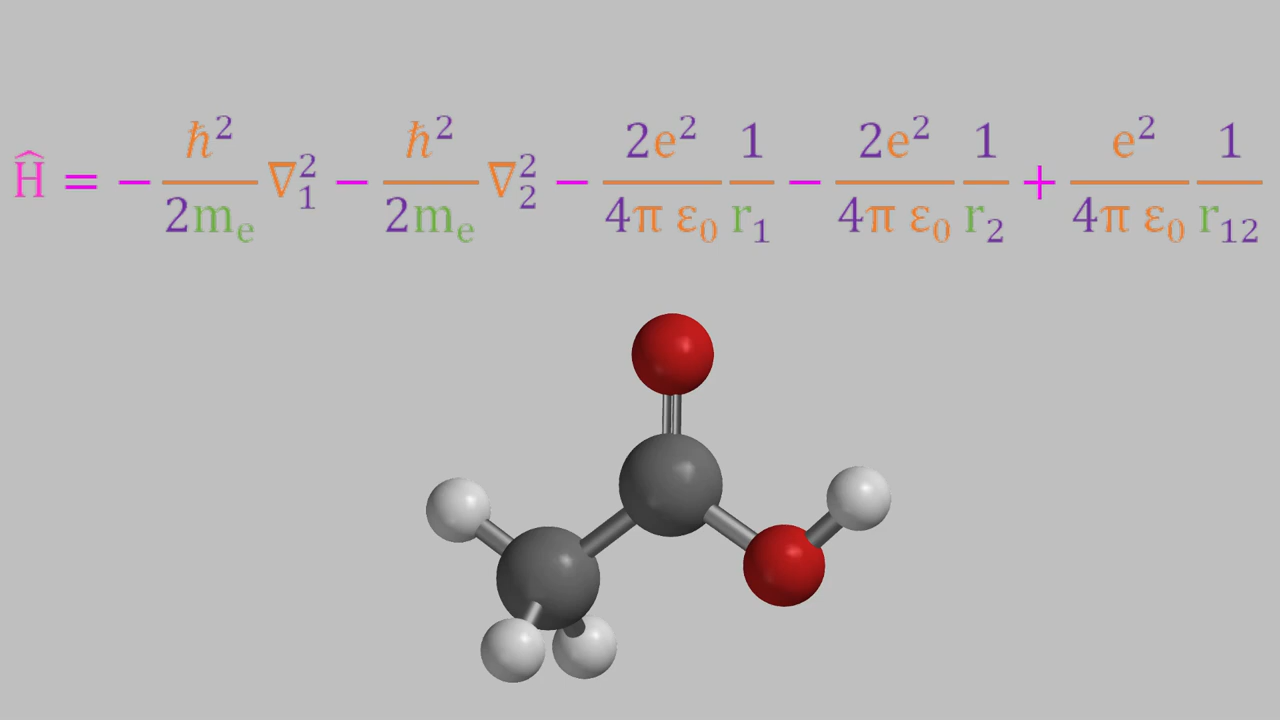 Ĥ = − ħ²/2mₑ ∇₁² − ħ²/2mₑ ∇₂² − 2e²/4π ε₀ 1/r₁ − 2e²/4π ε₀ 1/r₂ + e²/4π ε₀ 1/r₁₂